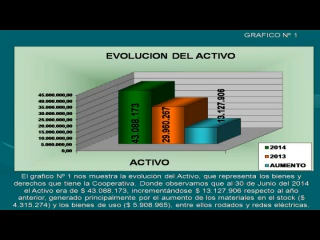 GRAFICO Nº 1
EVOLUCION DEL ACTIVO
45.000.000,00
40.000.000,00
35.000.000,00
30.000.000,00
25.000.000,00
20.000.000,00
15.000.000,00
10.000.000,00
5.000.000,00
0,00
43.088.173
29.960.267
13.127.906
2014
2013
AUMENTO
ACTIVO
El grafico Nº 1 nos muestra la evolución del Activo, que representa los bienes y
derechos que tiene la Cooperativa. Donde observamos que al 30 de Junio del 2014
el Activo era de $ 43.088.173, incrementándose $ 13.127.906 respecto al año
anterior, generado principalmente por el aumento de los materiales en el stock ($
4.315.274) y los bienes de uso ($ 5.908.965), entre ellos rodados y redes eléctricas.